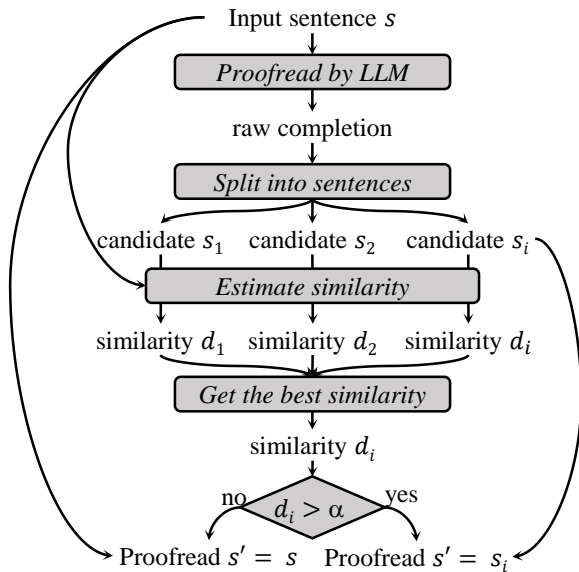 Input sentence s
Proofread by LLM
raw completion
Split into sentences
candidate s₁ candidate s₂ candidate sᵢ
Estimate similarity
similarity d₁ similarity d₂ similarity dᵢ
Get the best similarity
similarity dᵢ
no dᵢ > α yes
Proofread s′ = s Proofread s′ = sᵢ